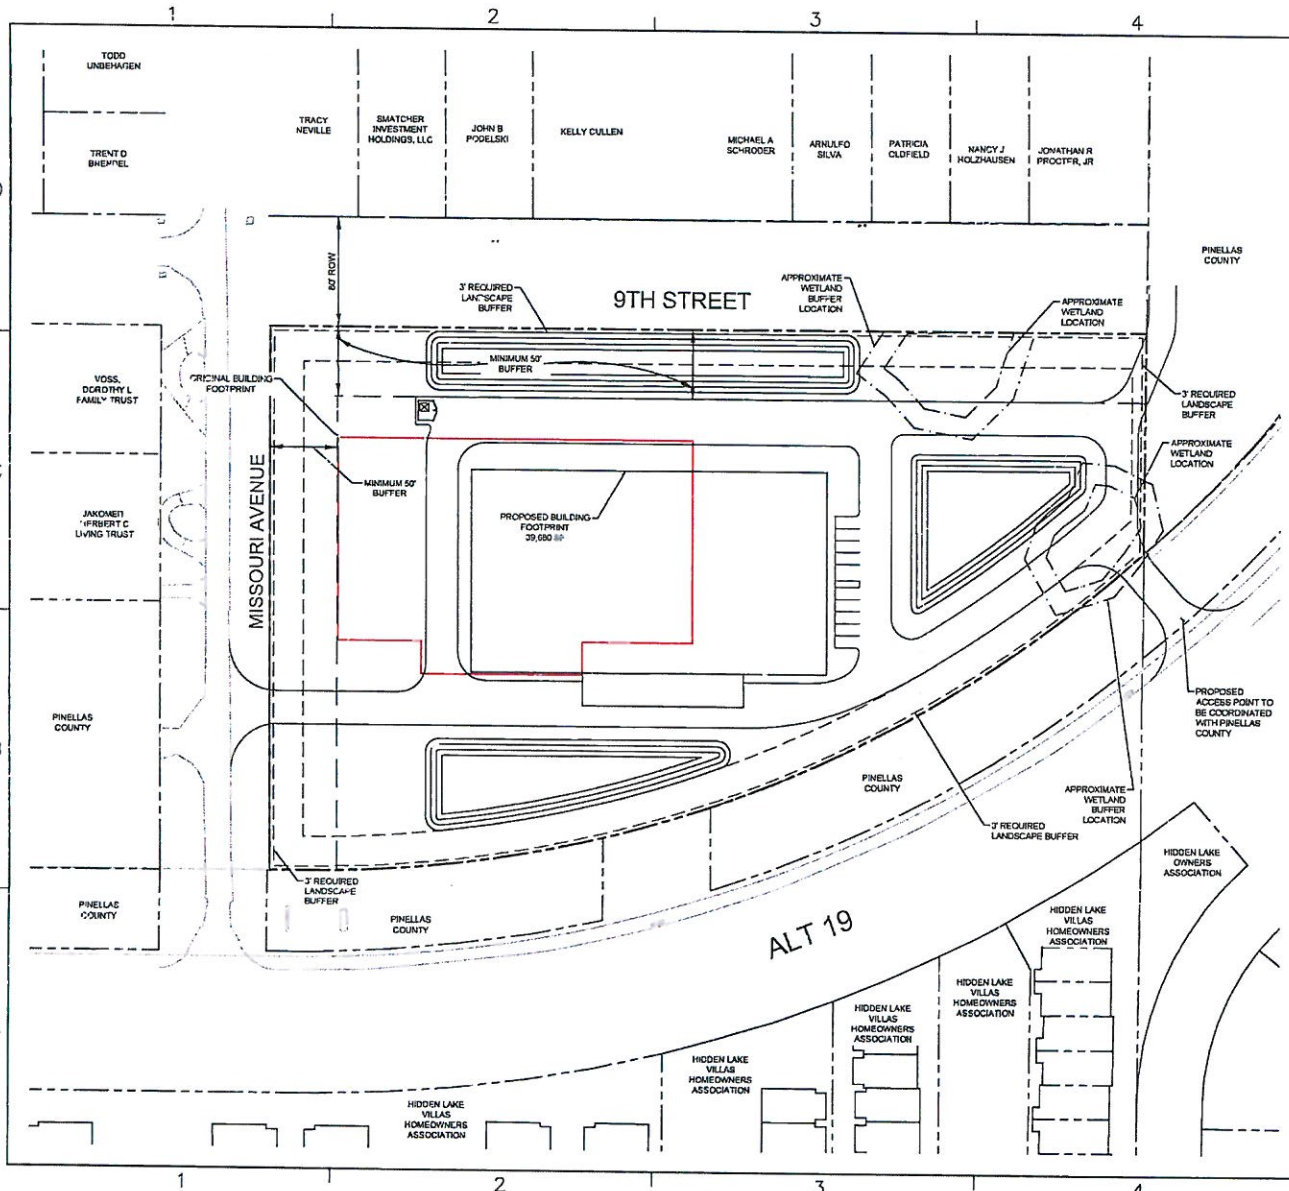 1
2
3
4
TODD
UNBEHAGEN
TRENT D
BREHDEL
TRACY
NEVILLE
SMATCHER
INVESTMENT
HOLDINGS, LLC
JOHN B
PODELSKI
KELLY CULLEN
MICHAEL A
SCHRODER
ARNULFO
SILVA
PATRICIA
OLDFIELD
NANCY J
HOLZHAUSEN
JONATHAN R
PROCTER, JR
PINELLAS
COUNTY
60' ROW
3' REQUIRED
LANDSCAPE
BUFFER
9TH STREET
APPROXIMATE
WETLAND
BUFFER
LOCATION
APPROXIMATE
WETLAND
LOCATION
VOSS,
DOROTHY L
FAMILY TRUST
ORIGINAL BUILDING
FOOTPRINT
MINIMUM 50'
BUFFER
3' REQUIRED
LANDSCAPE
BUFFER
APPROXIMATE
WETLAND
LOCATION
MISSOURI AVENUE
MINIMUM 50'
BUFFER
HERBERT C
LIVING TRUST
PROPOSED BUILDING
FOOTPRINT
39,680 SF
PINELLAS
COUNTY
PROPOSED
ACCESS POINT TO
BE COORDINATED
WITH PINELLAS
COUNTY
PINELLAS
COUNTY
APPROXIMATE
WETLAND
BUFFER
LOCATION
3' REQUIRED
LANDSCAPE BUFFER
HIDDEN LAKE
OWNERS
ASSOCIATION
3' REQUIRED
LANDSCAPE
BUFFER
PINELLAS
COUNTY
PINELLAS
COUNTY
ALT 19
HIDDEN LAKE
VILLAS
HOMEOWNERS
ASSOCIATION
HIDDEN LAKE
VILLAS
HOMEOWNERS
ASSOCIATION
HIDDEN LAKE
VILLAS
HOMEOWNERS
ASSOCIATION
HIDDEN LAKE
VILLAS
HOMEOWNERS
ASSOCIATION
HIDDEN LAKE
VILLAS
HOMEOWNERS
ASSOCIATION
1
2
3
4